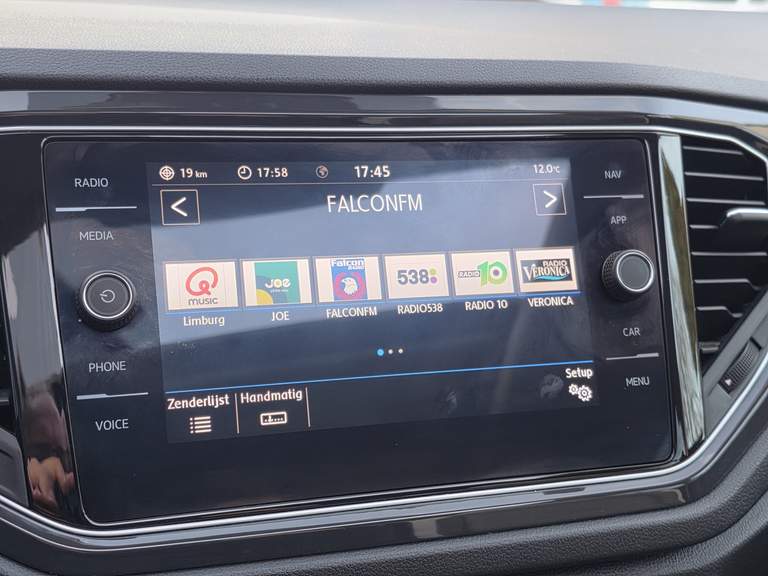 19 km 17:58 17:45 12.0°C
FALCONFM
RADIO
MEDIA
PHONE
VOICE
Q
MUSIC
Limburg
JOE
JOE
Falcon
RADIO
FALCONFM
538
RADIO538
RADIO 10
RADIO 10
RADIO
VERONICA
VERONICA
Zenderlijst
Handmatig
Setup
NAV
APP
CAR
MENU